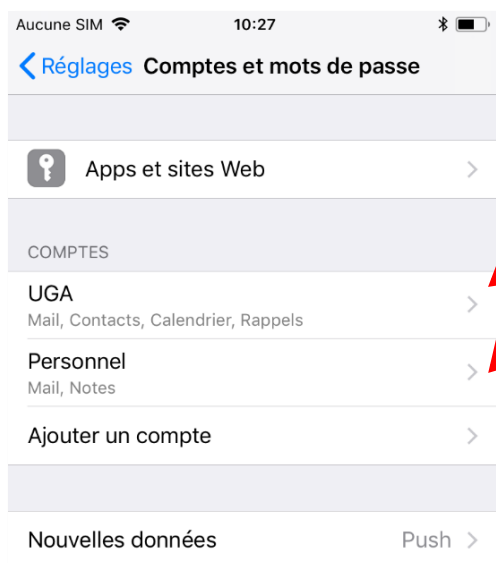 Aucune SIM 10:27
Réglages Comptes et mots de passe
Apps et sites Web
COMPTES
UGA
Mail, Contacts, Calendrier, Rappels
Personnel
Mail, Notes
Ajouter un compte
Nouvelles données Push